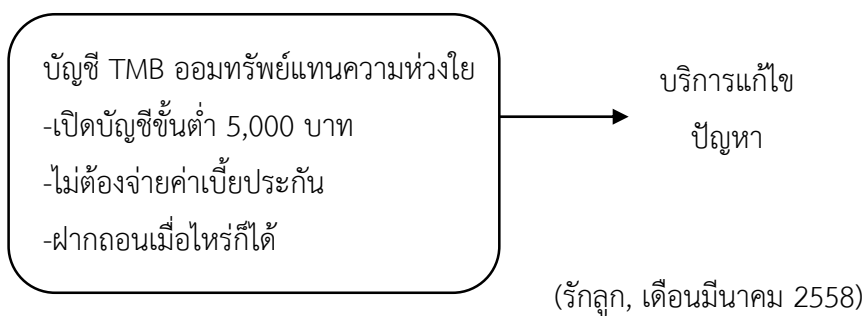 บัญชี TMB ออมทรัพย์แทนความห่วงใย
-เปิดบัญชีขั้นต่ำ 5,000 บาท
-ไม่ต้องจ่ายค่าเบี้ยประกัน
-ฝากถอนเมื่อไหร่ก็ได้
บริการแก้ไข
ปัญหา
(รักลูก, เดือนมีนาคม 2558)